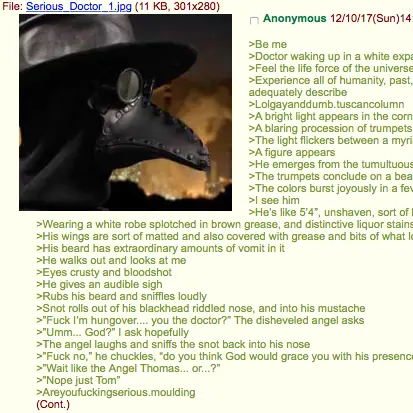 File: Serious_Doctor_1.jpg (11 KB, 301x280)
Anonymous 12/10/17(Sun)14
>Be me
>Doctor waking up in a white expa
>Feel the life force of the universe
>Experience all of humanity, past,
adequately describe
>Lolgayanddumb.tuscancolumn
>A bright light appears in the corn
>A blaring procession of trumpets
>The light flickers between a myri
>A figure appears
>He emerges from the tumultuous
>The trumpets conclude on a bea
>The colors burst joyously in a fev
>I see him
>He's like 5'4", unshaven, sort of
>Wearing a white robe splotched in brown grease, and distinctive liquor stains
>His wings are sort of matted and also covered with grease and bits of what
>His beard has extraordinary amounts of vomit in it
>He walks out and looks at me
>Eyes crusty and bloodshot
>He gives an audible sigh
>Rubs his beard and sniffles loudly
>Snot rolls out of his blackhead riddled nose, and into his mustache
>"Fuck I'm hungover.... you the doctor?" The disheveled angel asks
>"Umm... God?" I ask hopefully
>The angel laughs and sniffs the snot back into his nose
>"Fuck no," he chuckles, "do you think God would grace you with his presence
>"Wait like the Angel Thomas... or...?"
>"Nope just Tom"
>Areyoufuckingserious.moulding
(Cont.)